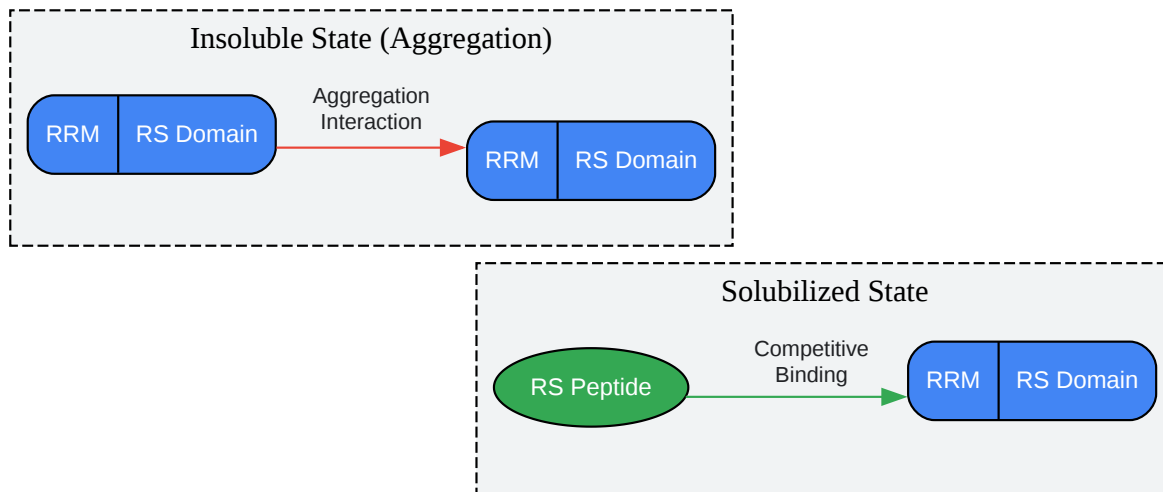 Insoluble State (Aggregation)
Aggregation
Interaction
RRM
RS Domain
RRM
RS Domain
Solubilized State
Competitive
Binding
RS Peptide
RRM
RS Domain